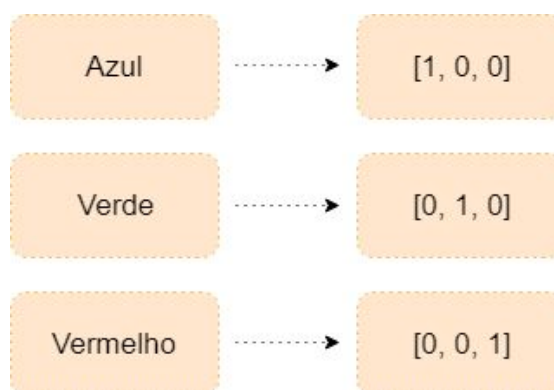 Azul
[1, 0, 0]
Verde
[0, 1, 0]
Vermelho
[0, 0, 1]